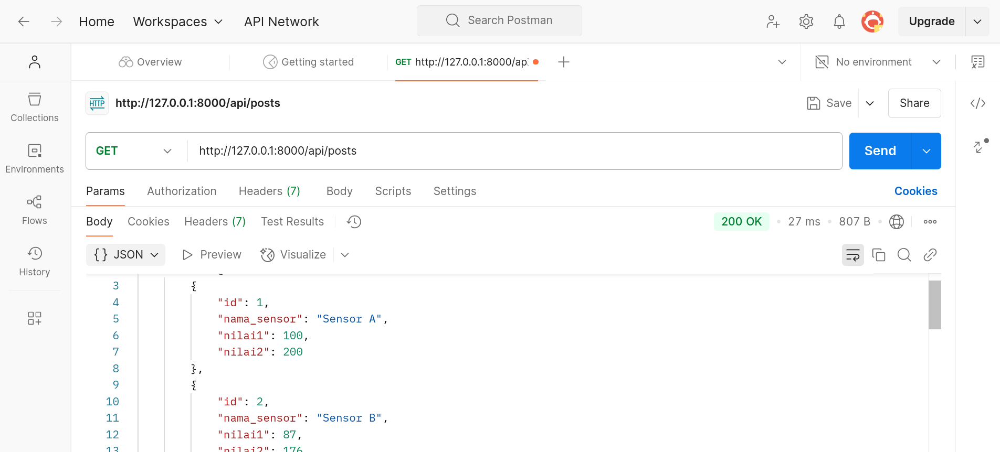 Home Workspaces API Network Search Postman Upgrade
Overview Getting started GET http://127.0.0.1:8000/api No environment
Collections
Environments
Flows
History
HTTP http://127.0.0.1:8000/api/posts Save Share
GET http://127.0.0.1:8000/api/posts Send
Params Authorization Headers (7) Body Scripts Settings Cookies
Body Cookies Headers (7) Test Results 200 OK • 27 ms • 807 B •
{} JSON Preview Visualize
3 {
4 "id": 1,
5 "nama_sensor": "Sensor A",
6 "nilai1": 100,
7 "nilai2": 200
8 },
9 {
10 "id": 2,
11 "nama_sensor": "Sensor B",
12 "nilai1": 87,
13 "nilai2": 176